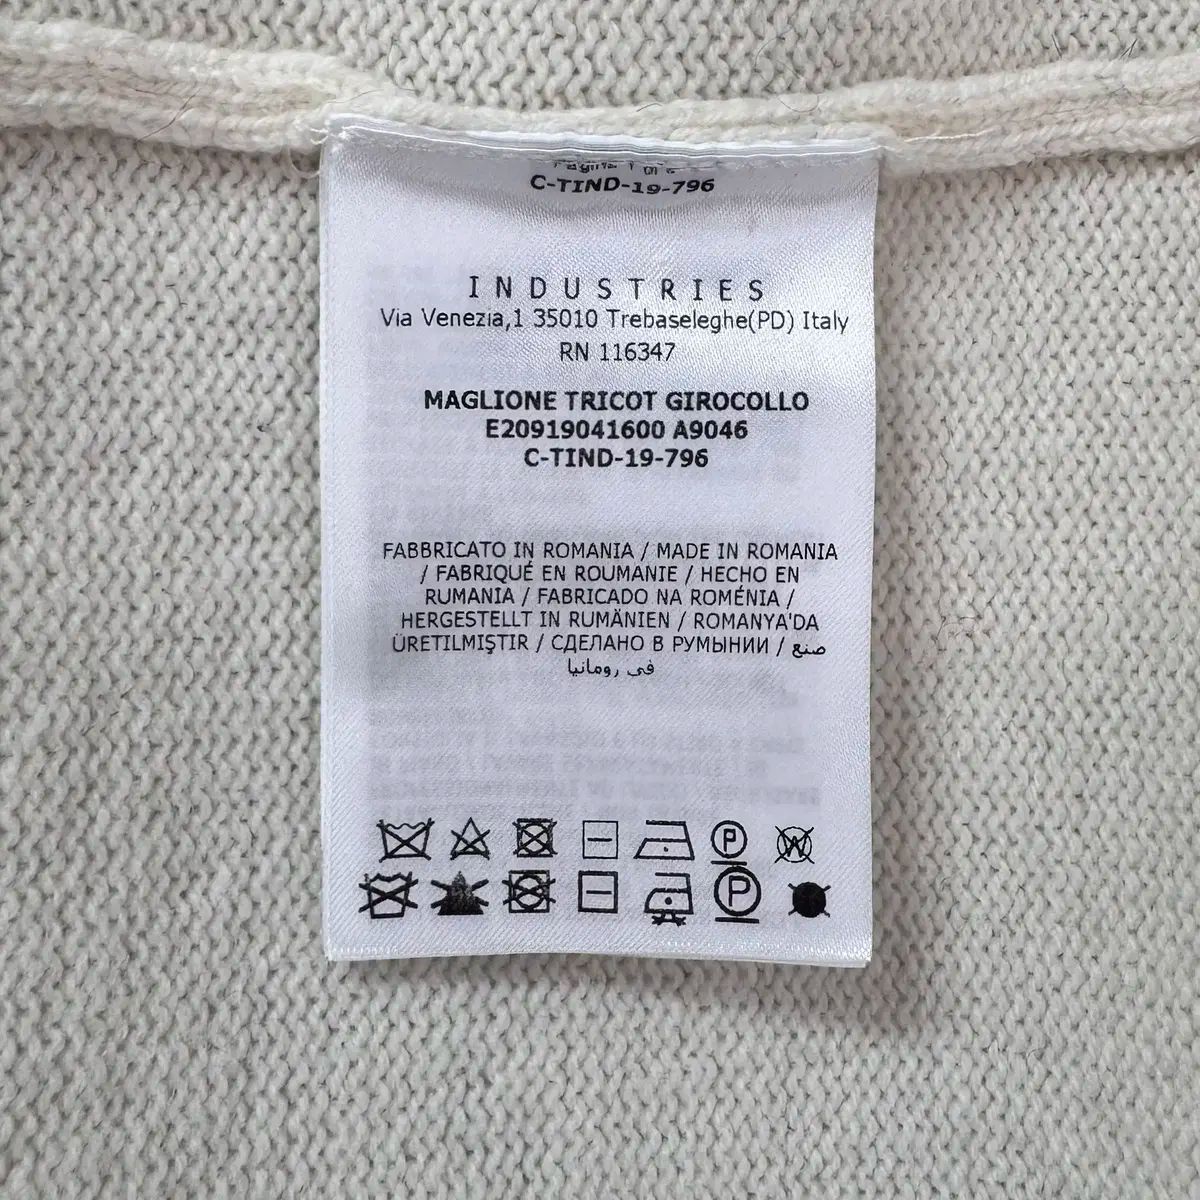 C-TIND-19-796
INDUSTRIES
Via Venezia,1 35010 Trebaseleghe(PD) Italy
RN 116347
MAGLIONE TRICOT GIROCOLLO
E20919041600 A9046
C-TIND-19-796
FABBRICATO IN ROMANIA / MADE IN ROMANIA
/ FABRIQUÉ EN ROUMANIE / HECHO EN
RUMANIA / FABRICADO NA ROMÉNIA /
HERGESTELLT IN RUMÄNIEN / ROMANYA'DA
ÜRETILMIŞTIR / СДЕЛАНО В РУМЫНИИ / صنع
في رومانيا
P W
P